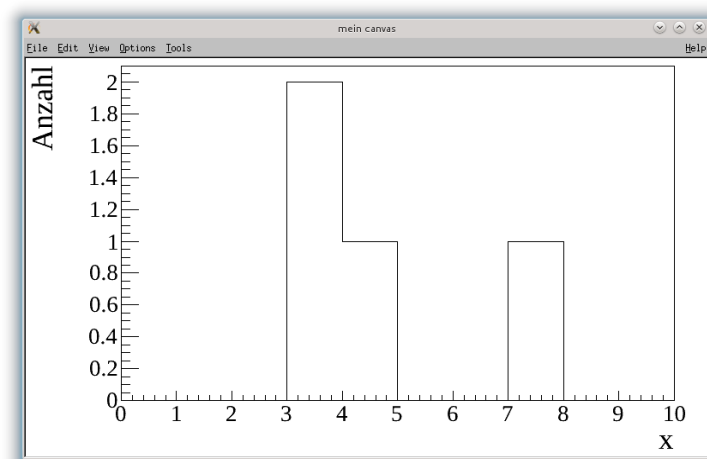 mein canvas
File Edit View Options Tools Help
Anzahl
2
1.8
1.6
1.4
1.2
1
0.8
0.6
0.4
0.2
0
0 1 2 3 4 5 6 7 8 9 10
x